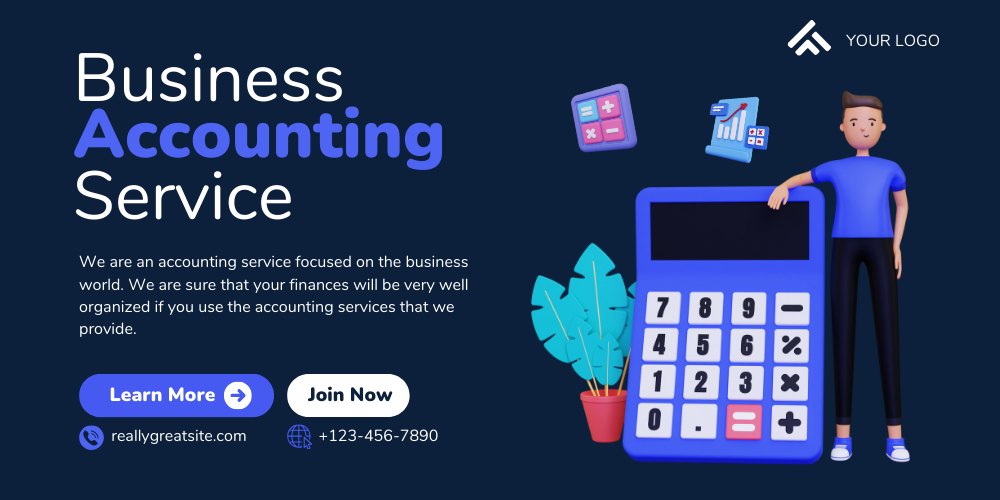 YOUR LOGO
Business
Accounting
Service
We are an accounting service focused on the business
world. We are sure that your finances will be very well
organized if you use the accounting services that we
provide.
Learn More
Join Now
reallygreatsite.com
+123-456-7890
7 8 9 −
4 5 6 %
1 2 3 ×
0 . = +